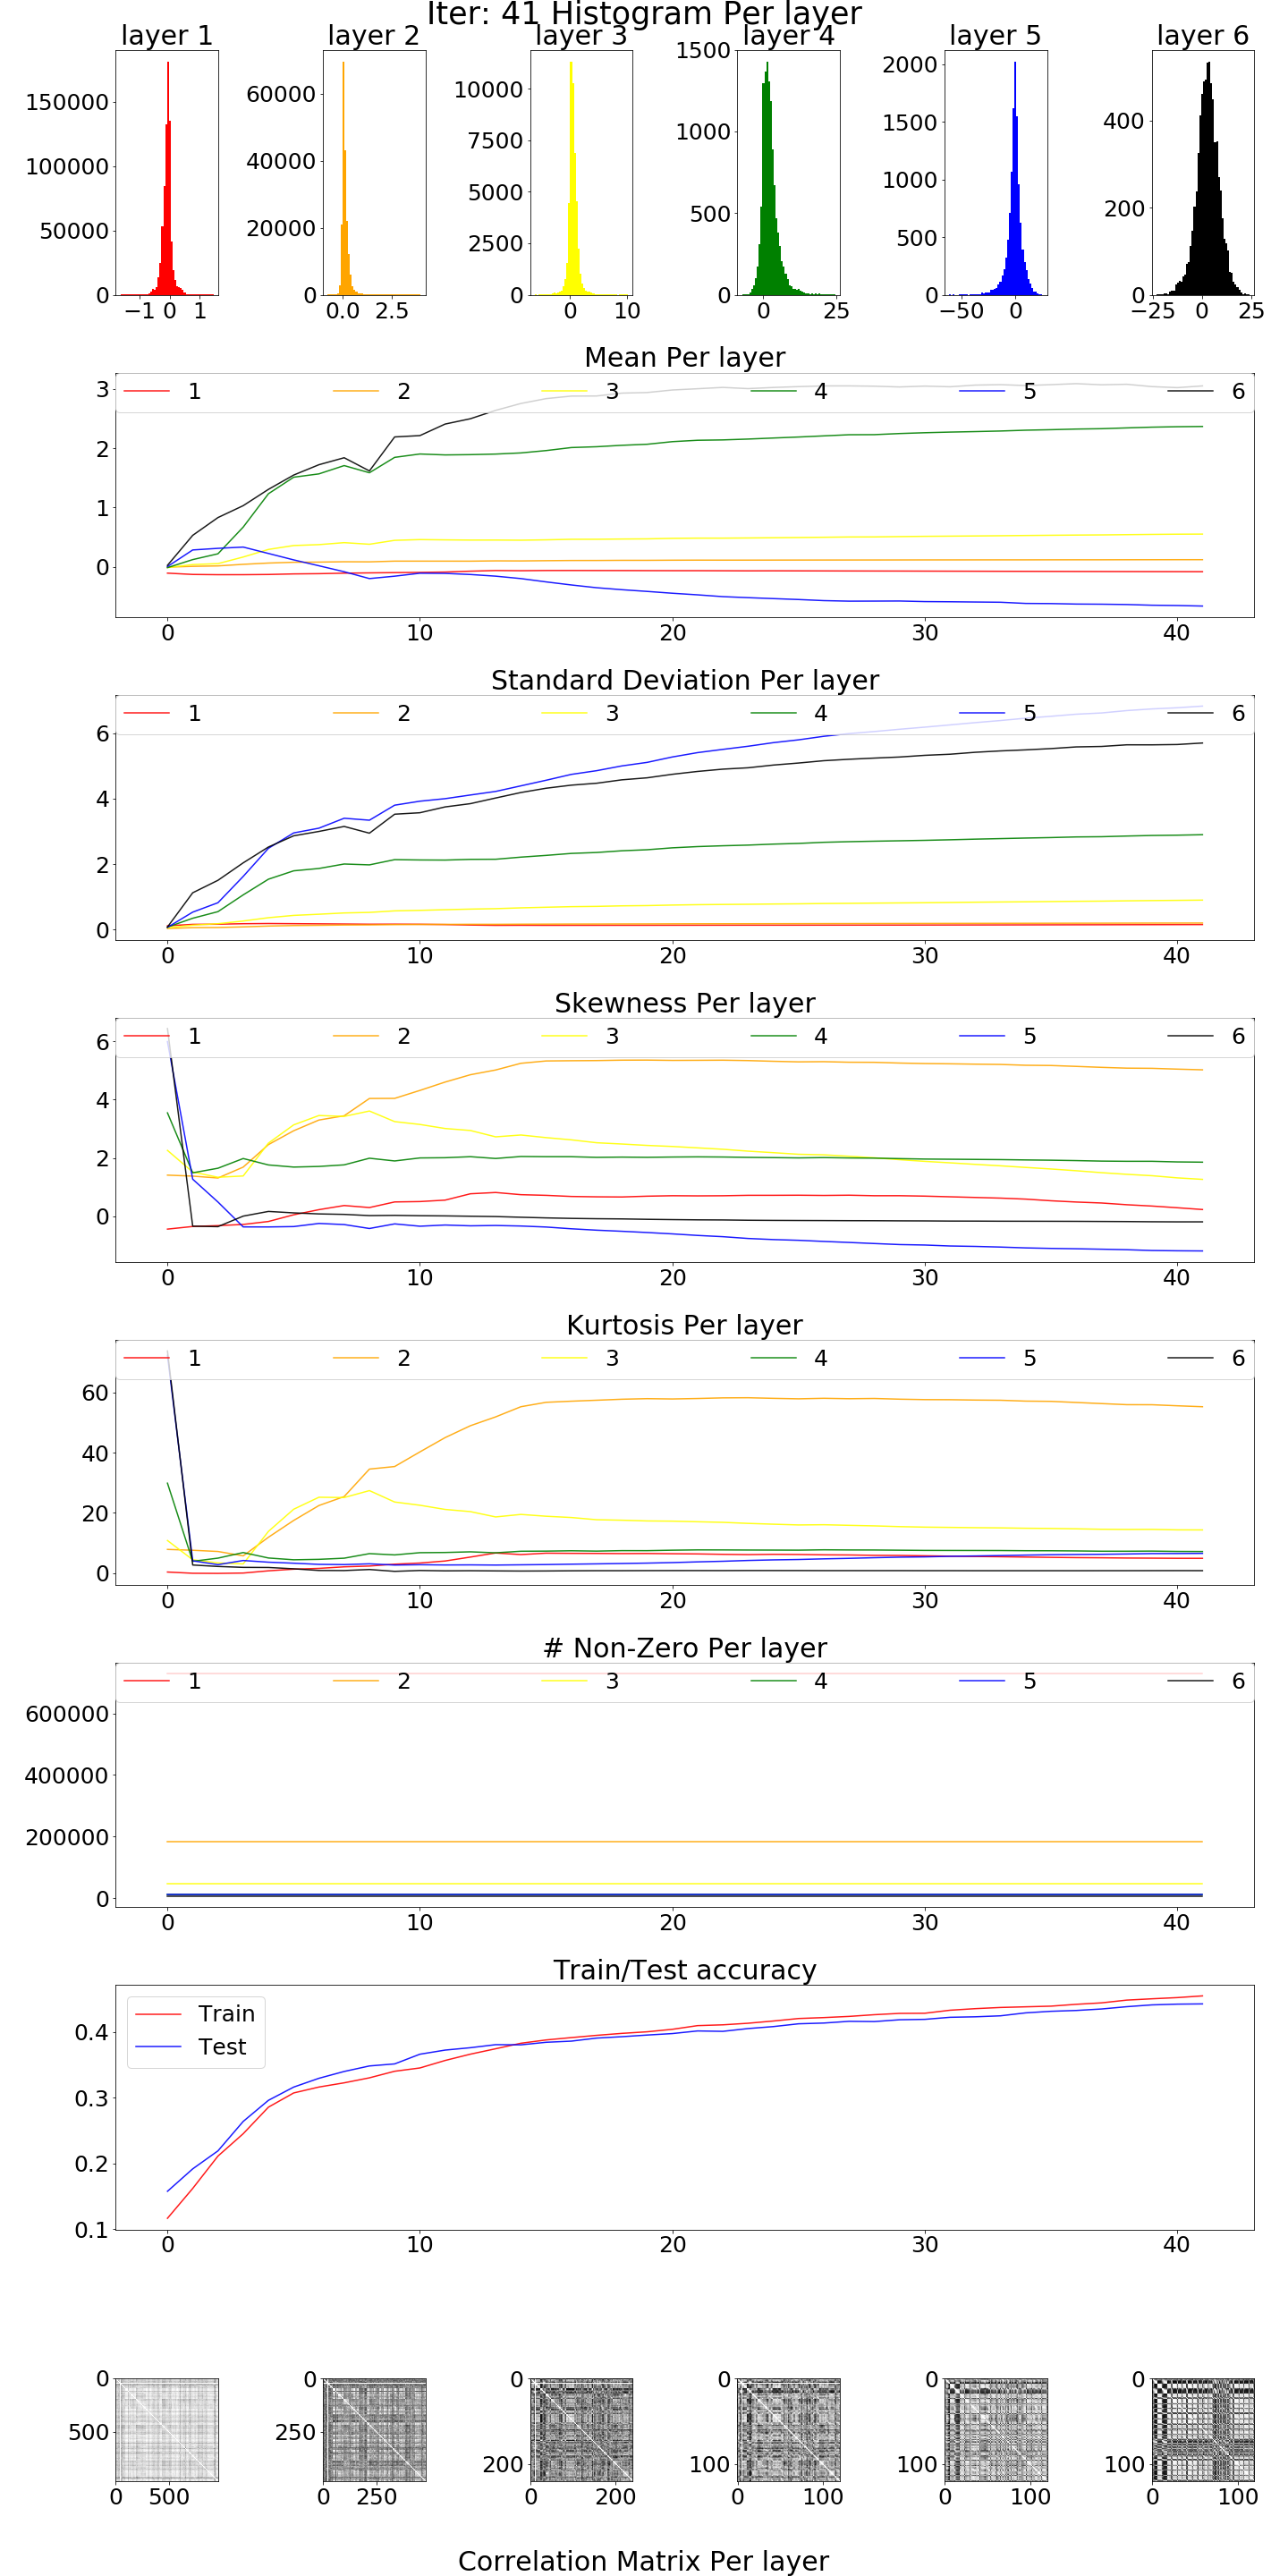 Iter: 41 Histogram Per layer
layer 1 layer 2 layer 3 layer 4 layer 5 layer 6
150000 100000 50000 0
−1 0 1
60000 40000 20000 0
0.0 2.5
10000 7500 5000 2500 0
0 10
1500 1000 500 0
0 25
2000 1500 1000 500 0
−50 0
400 200 0
−25 0 25
Mean Per layer
1 2 3 4 5 6
3
2
1
0
0 10 20 30 40
Standard Deviation Per layer
1 2 3 4 5 6
6
4
2
0
0 10 20 30 40
Skewness Per layer
1 2 3 4 5 6
6
4
2
0
0 10 20 30 40
Kurtosis Per layer
1 2 3 4 5 6
60
40
20
0
0 10 20 30 40
# Non-Zero Per layer
1 2 3 4 5 6
600000
400000
200000
0
0 10 20 30 40
Train/Test accuracy
Train
Test
0.4
0.3
0.2
0.1
0 10 20 30 40
0 500
0 500
0 250
0 250
0 200
0 200
0 100
0 100
0 100
0 100
0 100
0 100
Correlation Matrix Per layer